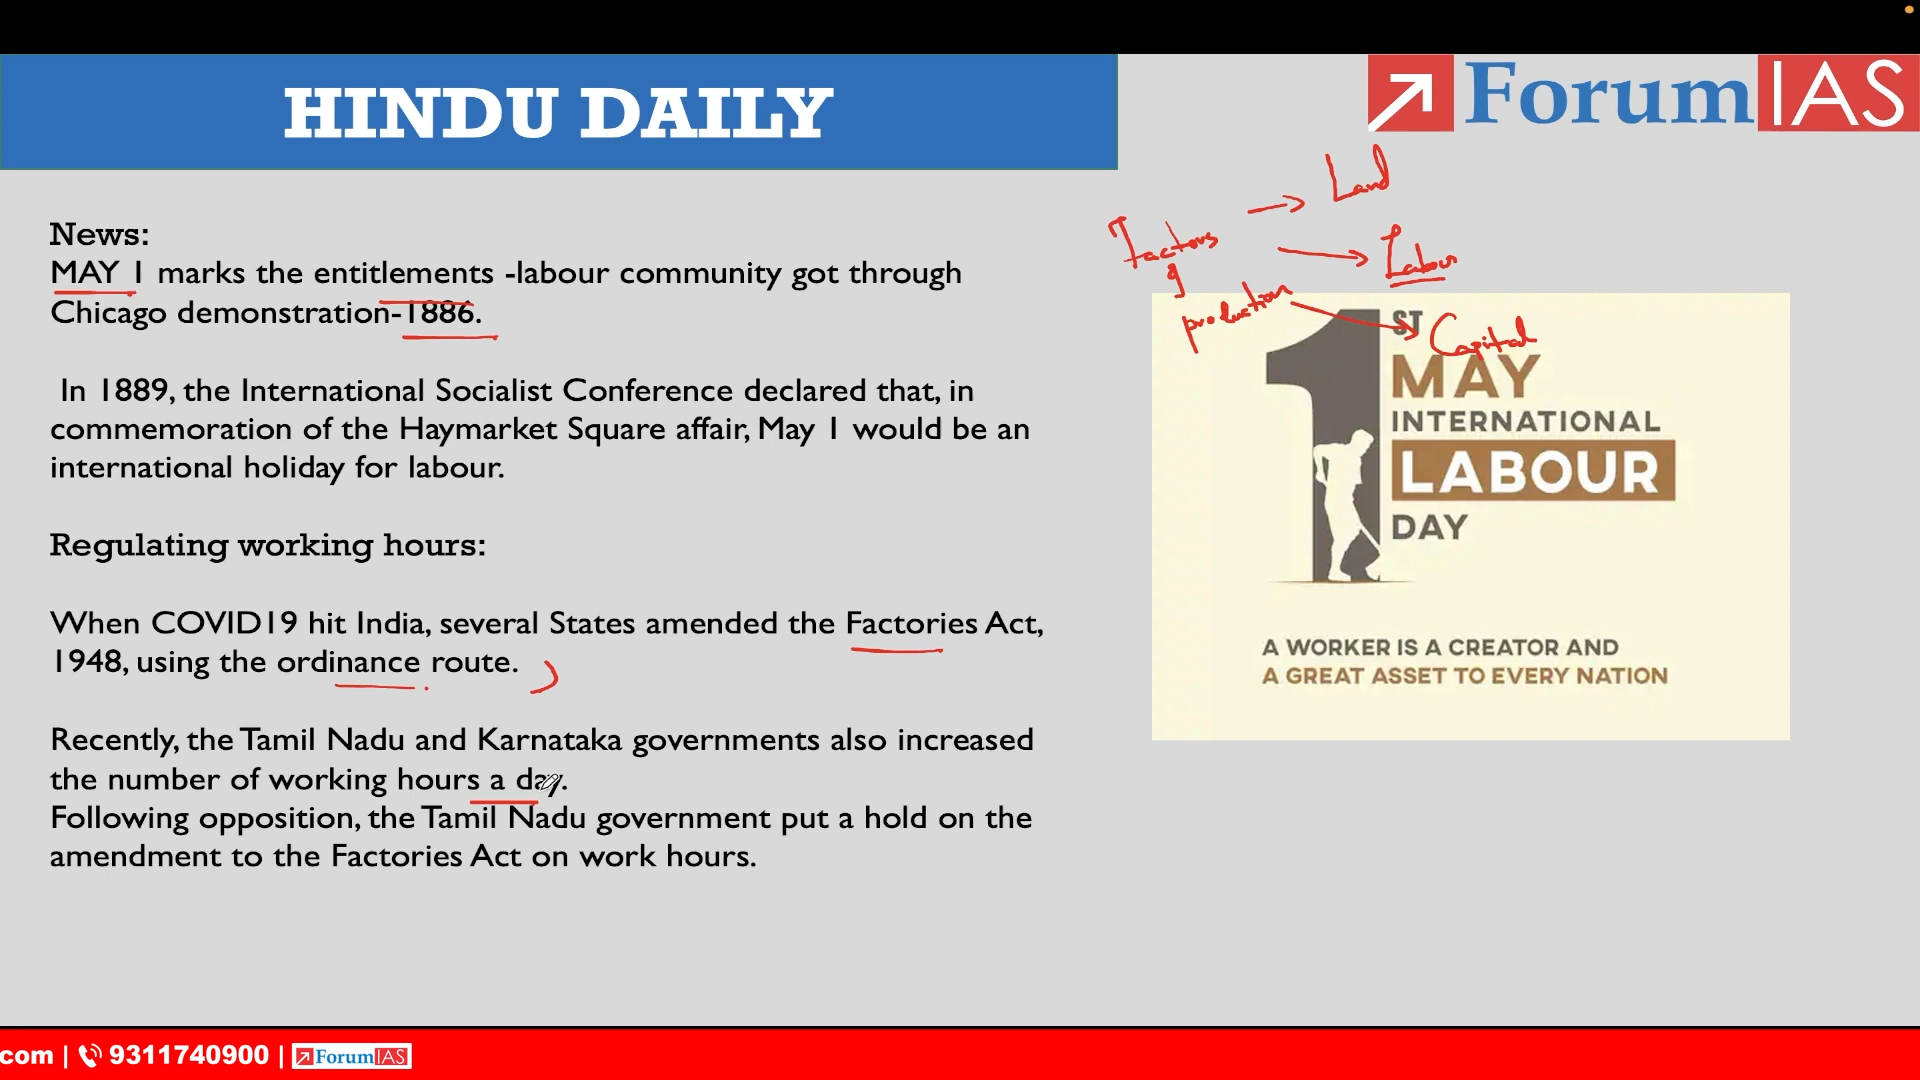 HINDU DAILY
ForumIAS
News:
MAY 1 marks the entitlements -labour community got through
Chicago demonstration-1886.
In 1889, the International Socialist Conference declared that, in
commemoration of the Haymarket Square affair, May 1 would be an
international holiday for labour.
Regulating working hours:
When COVID19 hit India, several States amended the Factories Act,
1948, using the ordinance route.
Recently, the Tamil Nadu and Karnataka governments also increased
the number of working hours a day.
Following opposition, the Tamil Nadu government put a hold on the
amendment to the Factories Act on work hours.
Factors
of
production
Land
Labour
Capital
1ST
MAY
INTERNATIONAL
LABOUR
DAY
A WORKER IS A CREATOR AND
A GREAT ASSET TO EVERY NATION
com | 9311740900 | ForumIAS